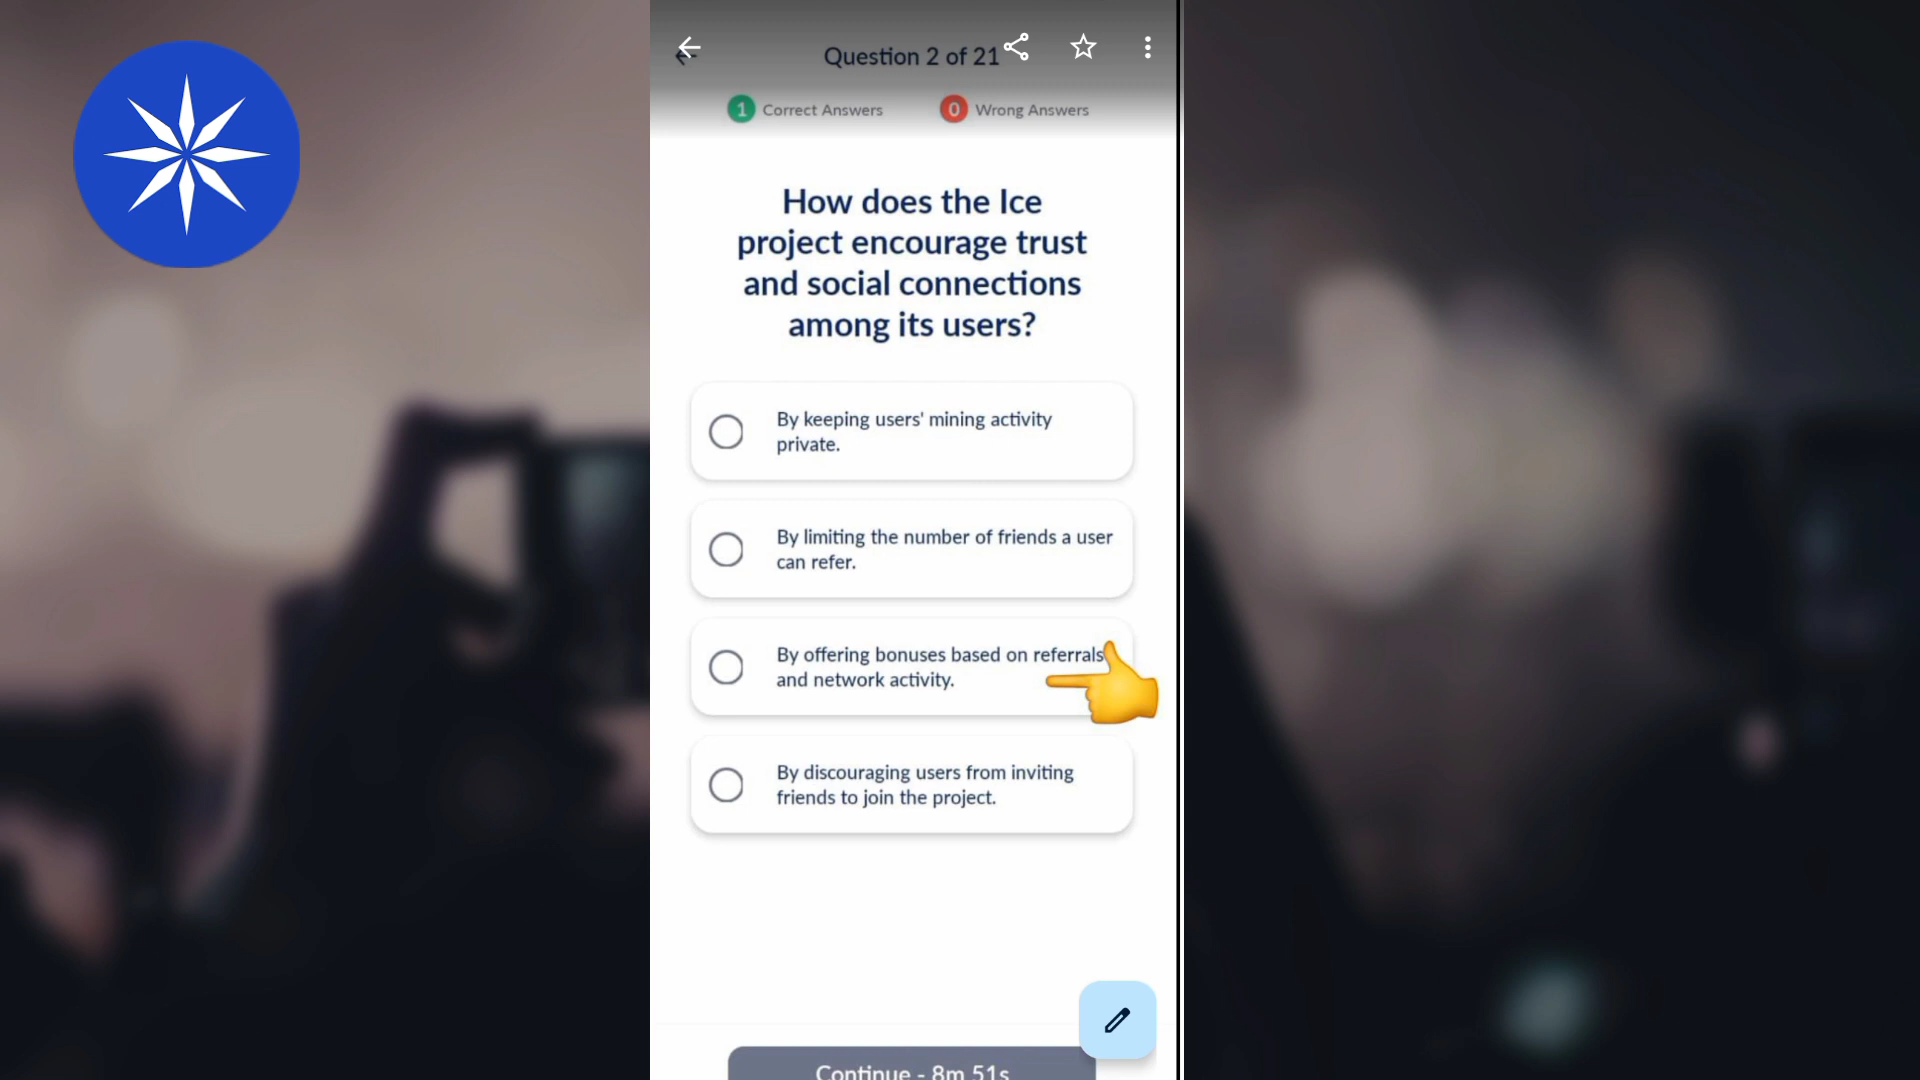 Question 2 of 21
1 Correct Answers
0 Wrong Answers
How does the Ice
project encourage trust
and social connections
among its users?
By keeping users' mining activity
private.
By limiting the number of friends a user
can refer.
By offering bonuses based on referrals
and network activity.
By discouraging users from inviting
friends to join the project.
Continue - 8m 51s